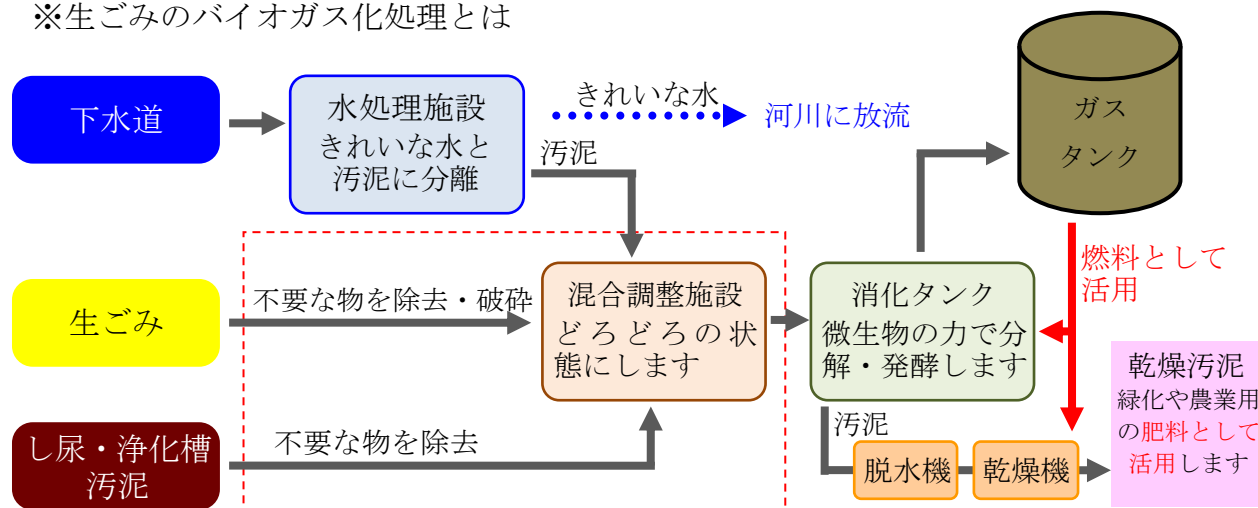 ※生ごみのバイオガス化処理とは
下水道
水処理施設
きれいな水と
汚泥に分離
きれいな水
河川に放流
汚泥
ガス
タンク
生ごみ
不要な物を除去・破砕
混合調整施設
どろどろの状
態にします
消化タンク
微生物の力で分
解・発酵します
燃料として
活用
し尿・浄化槽
汚泥
不要な物を除去
汚泥
脱水機
乾燥機
乾燥汚泥
緑化や農業用
の肥料として
活用します